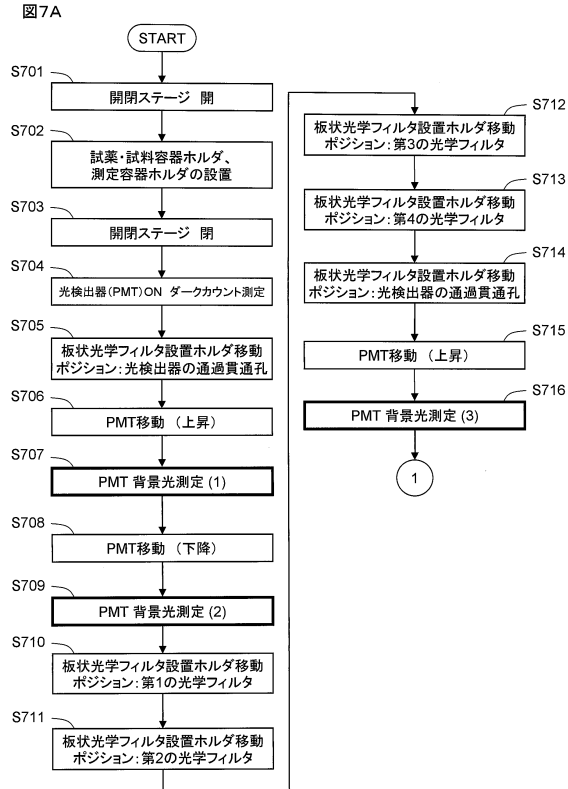 図7A
START
S701
開閉ステージ 開
S702
試薬・試料容器ホルダ、
測定容器ホルダの設置
S703
開閉ステージ 閉
S704
光検出器(PMT)ON ダークカウント測定
S705
板状光学フィルタ設置ホルダ移動
ポジション:光検出器の通過貫通孔
S706
PMT移動 (上昇)
S707
PMT 背景光測定(1)
S708
PMT移動 (下降)
S709
PMT 背景光測定(2)
S710
板状光学フィルタ設置ホルダ移動
ポジション:第1の光学フィルタ
S711
板状光学フィルタ設置ホルダ移動
ポジション:第2の光学フィルタ
S712
板状光学フィルタ設置ホルダ移動
ポジション:第3の光学フィルタ
S713
板状光学フィルタ設置ホルダ移動
ポジション:第4の光学フィルタ
S714
板状光学フィルタ設置ホルダ移動
ポジション:光検出器の通過貫通孔
S715
PMT移動 (上昇)
S716
PMT 背景光測定(3)
1